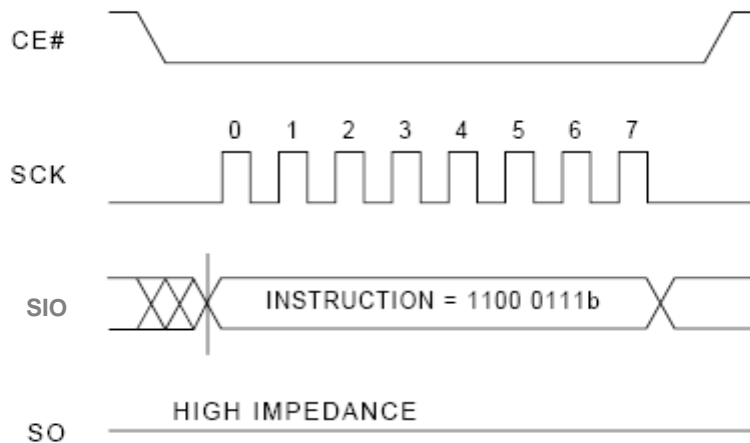 CE#
0 1 2 3 4 5 6 7
SCK
SIO
INSTRUCTION = 1100 0111b
HIGH IMPEDANCE
SO